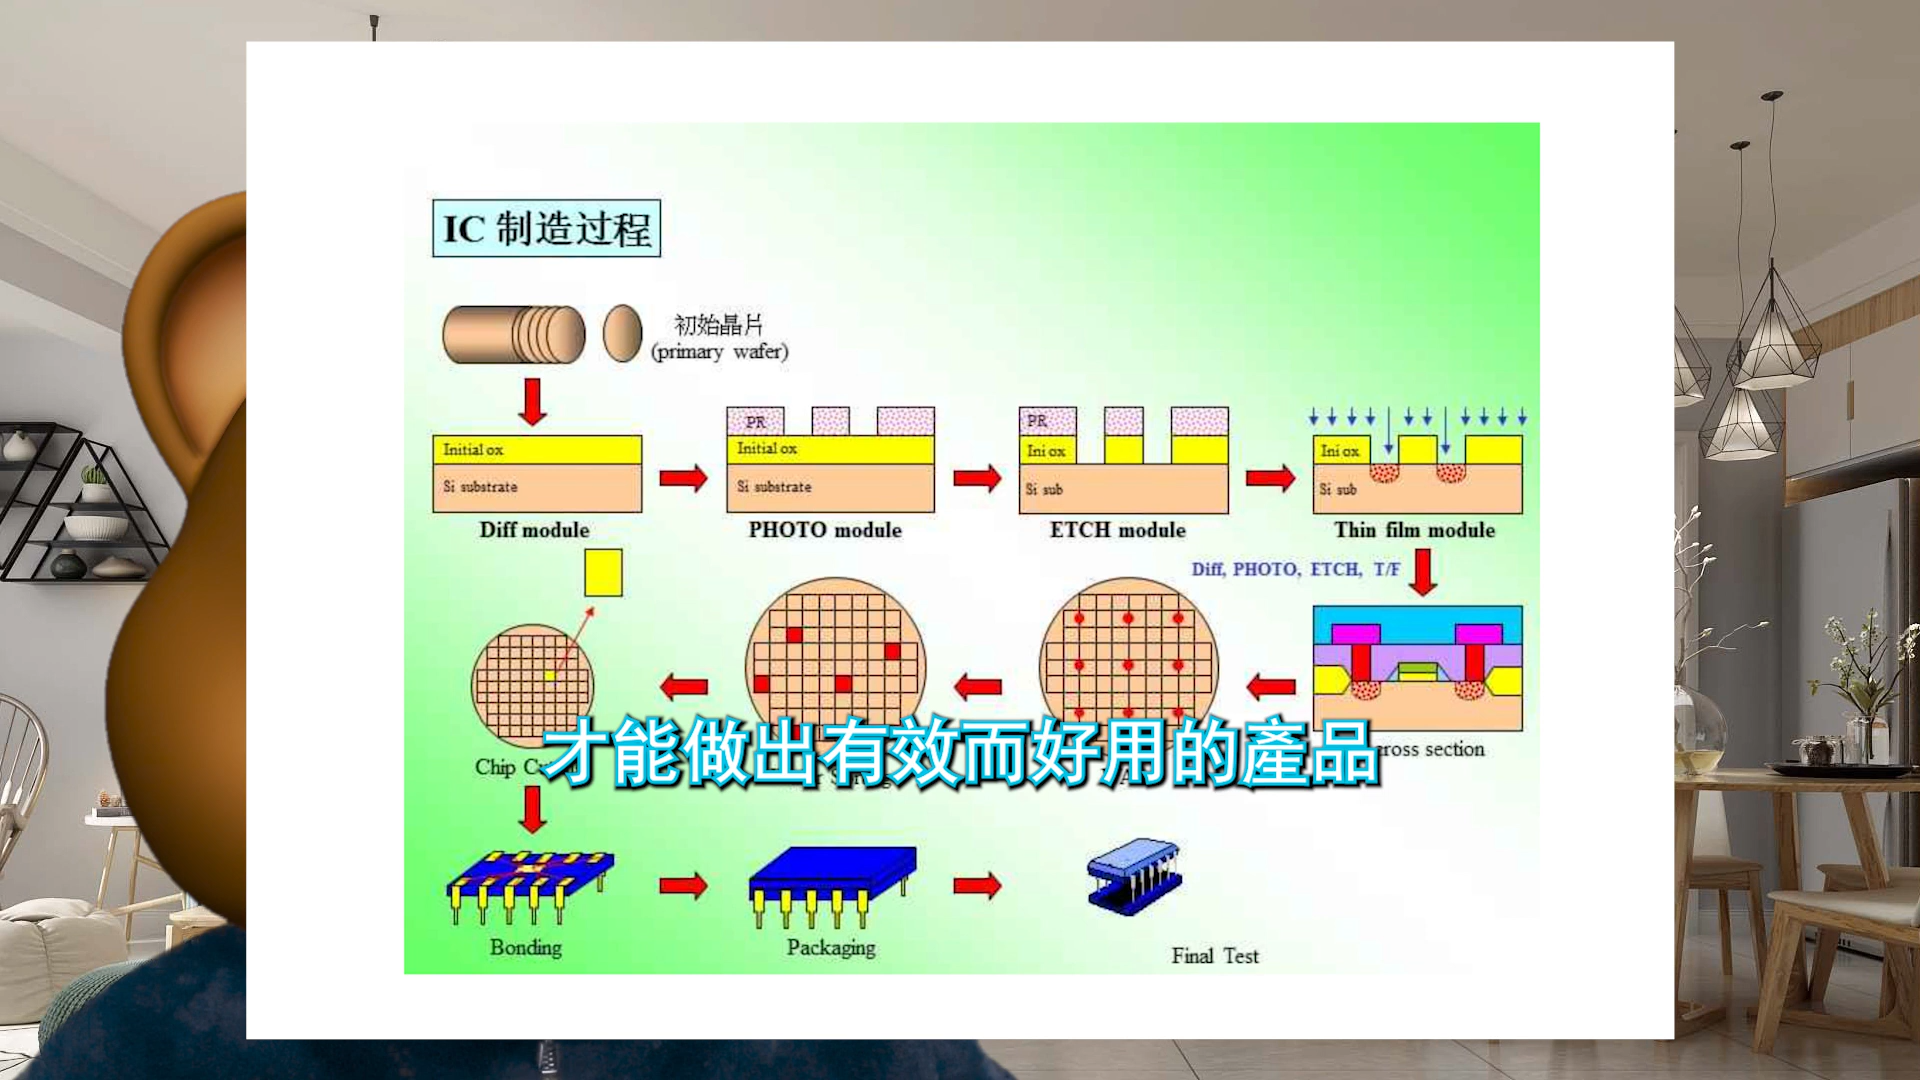 IC 制造过程
初始晶片
(primary wafer)
Initial ox
Si substrate
Diff module
PR
Initial ox
Si substrate
PHOTO module
PR
Ini ox
Si sub
ETCH module
Ini ox
Si sub
Thin film module
Diff, PHOTO, ETCH, T/F
section
Chip
才能做出有效而好用的產品
Bonding
Packaging
Final Test